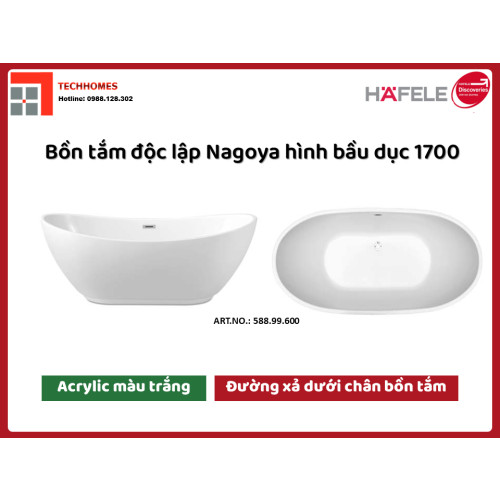 TECHHOMES
Hotline: 0988.128.302
HÄFELE
Discoveries
Bồn tắm độc lập Nagoya hình bầu dục 1700
ART.NO.: 588.99.600
Acrylic màu trắng
Đường xả dưới chân bồn tắm